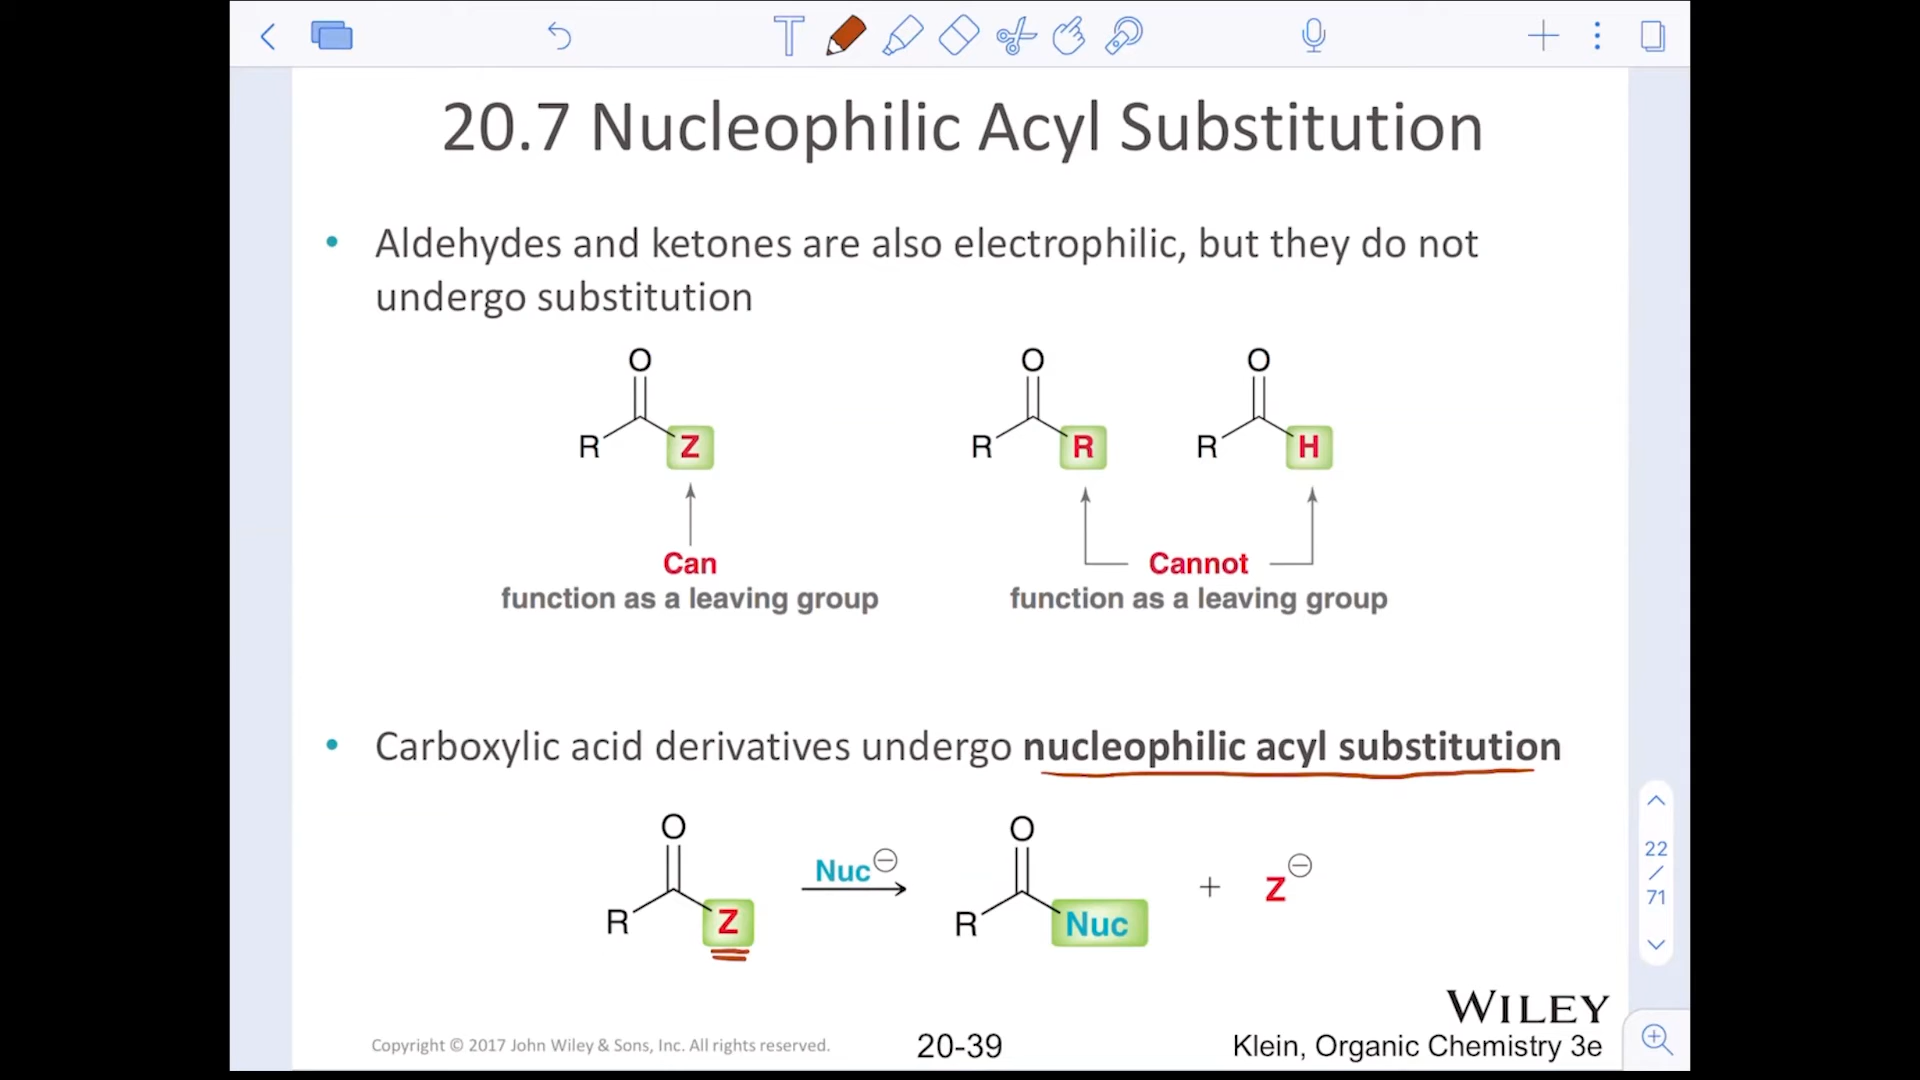 20.7 Nucleophilic Acyl Substitution
• Aldehydes and ketones are also electrophilic, but they do not
undergo substitution
O O O
R Z R R R H
Can Cannot
function as a leaving group function as a leaving group
• Carboxylic acid derivatives undergo nucleophilic acyl substitution
O Nuc⊖ O
R Z R Nuc + Z⊖
22
/
71
WILEY
Copyright © 2017 John Wiley & Sons, Inc. All rights reserved. 20-39 Klein, Organic Chemistry 3e